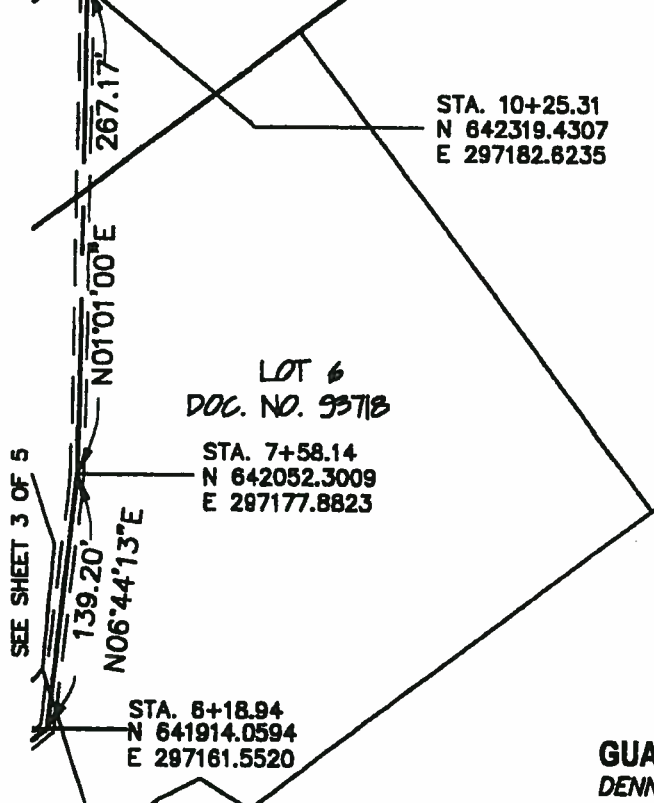 267.17'
STA. 10+25.31
N 642319.4307
E 297182.6235
N01°01'00"E
LOT 6
DOC. NO. 93718
STA. 7+58.14
N 642052.3009
E 297177.8823
SEE SHEET 3 OF 5
139.20'
N06°44'13"E
STA. 6+18.94
N 641914.0594
E 297161.5520
GUA
DENN